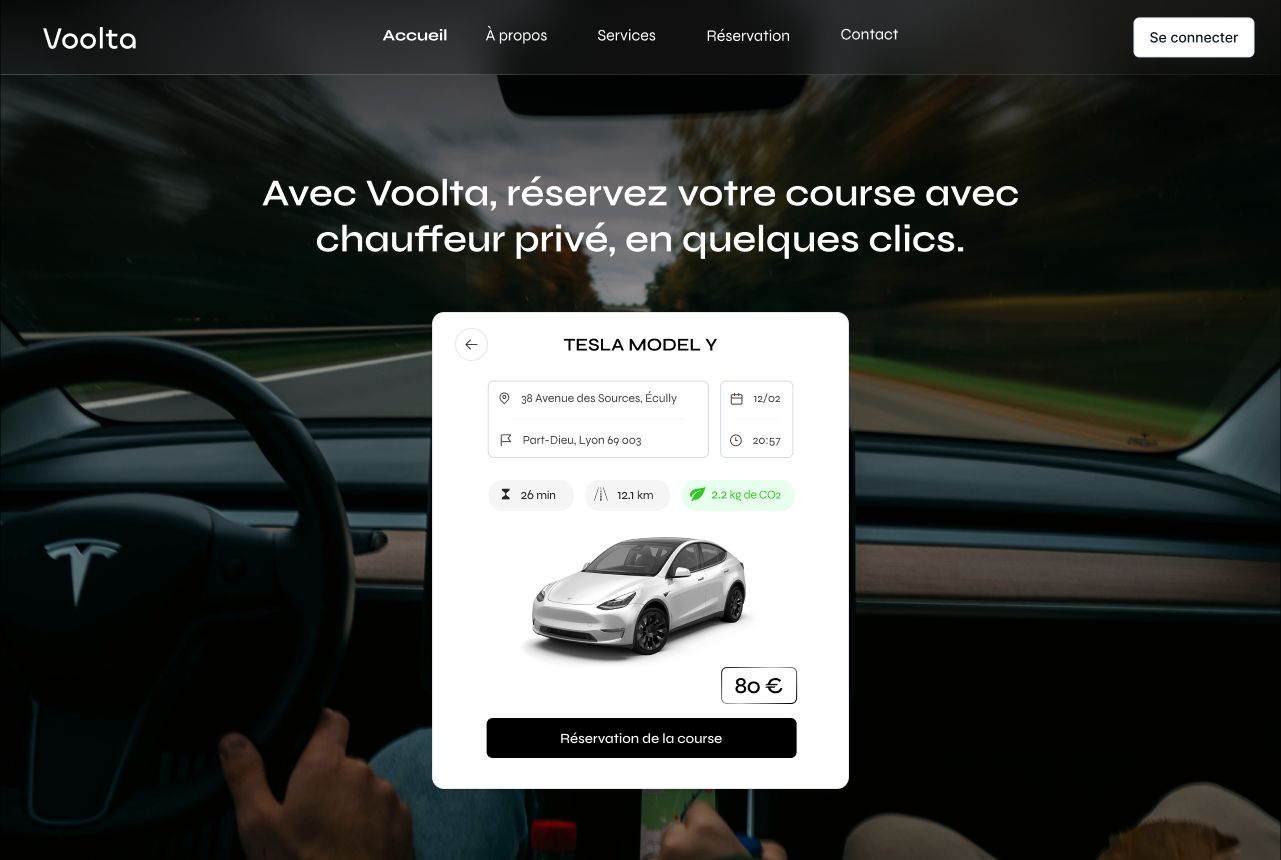 Voolta
Accueil
À propos
Services
Réservation
Contact
Se connecter
Avec Voolta, réservez votre course avec
chauffeur privé, en quelques clics.
TESLA MODEL Y
38 Avenue des Sources, Écully
12/02
Part-Dieu, Lyon 69 003
20:57
26 min
12.1 km
2.2 kg de CO2
80 €
Réservation de la course